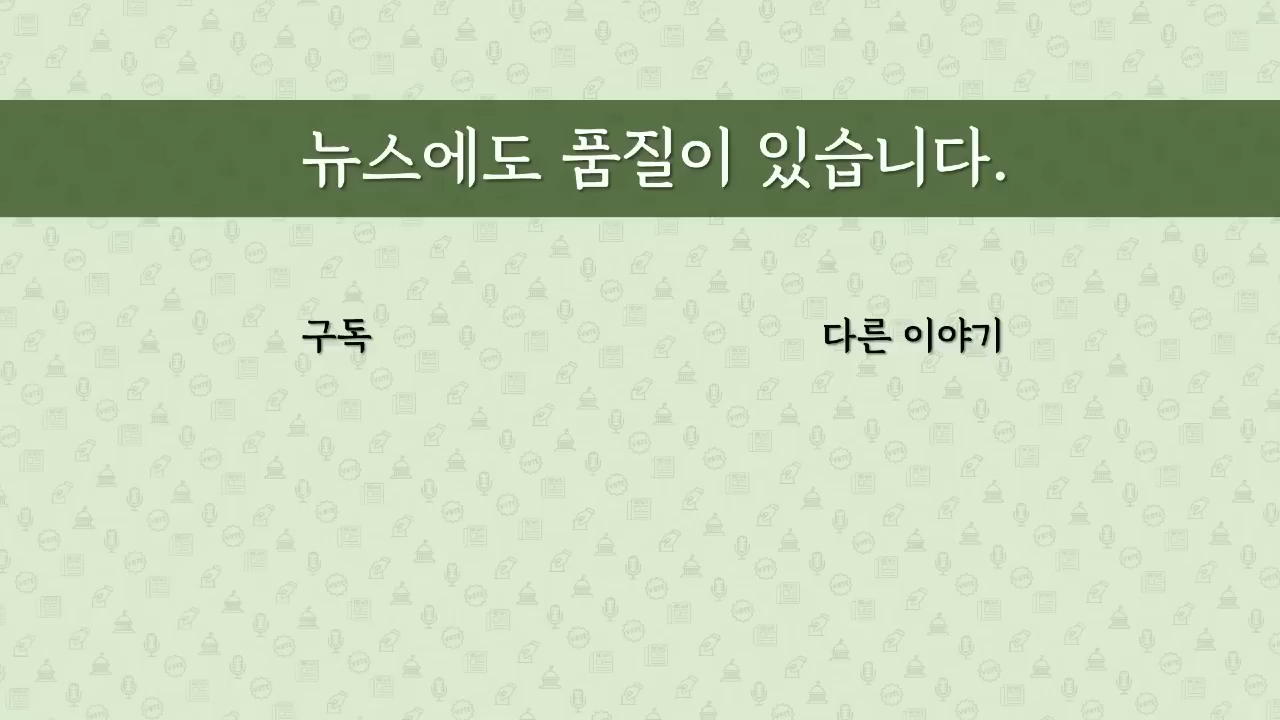 뉴스에도 품질이 있습니다.
구독
다른 이야기